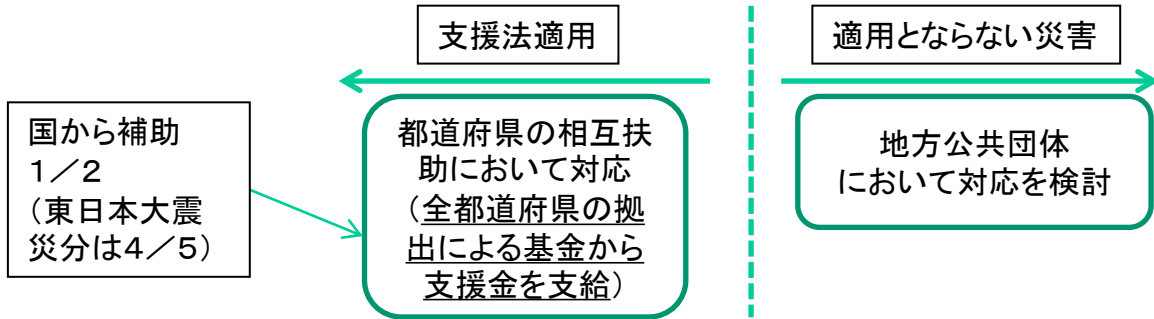 支援法適用
適用とならない災害
国から補助
１／２
（東日本大震
災分は４／５）
都道府県の相互扶
助において対応
（全都道府県の拠
出による基金から
支援金を支給）
地方公共団体
において対応を検討